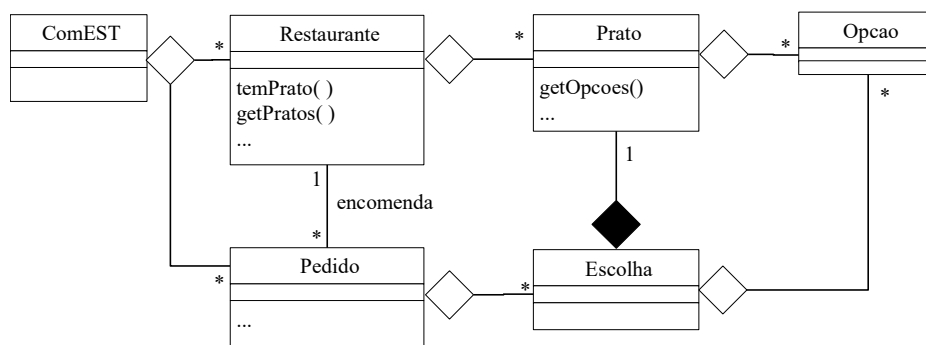 ComEST
Restaurante
Prato
Opcao
*
*
*
temPrato( )
getPratos( )
...
getOpcoes()
...
*
1
1
encomenda
*
*
Pedido
...
*
Escolha